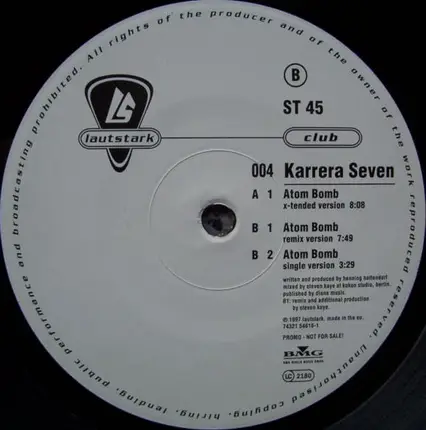 All rights of the producer and of the owner of the work reproduced reserved. Unauthorised copying, hiring, lending, public performance and broadcasting prohibited.
B
ST 45
LS
lautstark
club
004 Karrera Seven
A 1 Atom Bomb
x-tended version 8:08
B 1 Atom Bomb
remix version 7:49
B 2 Atom Bomb
single version 3:29
written and produced by henning
mixed by steven kaye at kokon studio, berlin.
published by diana music.
B1: remix and additional production
by steven kaye.
© 1997 lautstark. made in the eu.
PROMO - NOT FOR SALE!
BMG
LC 2180